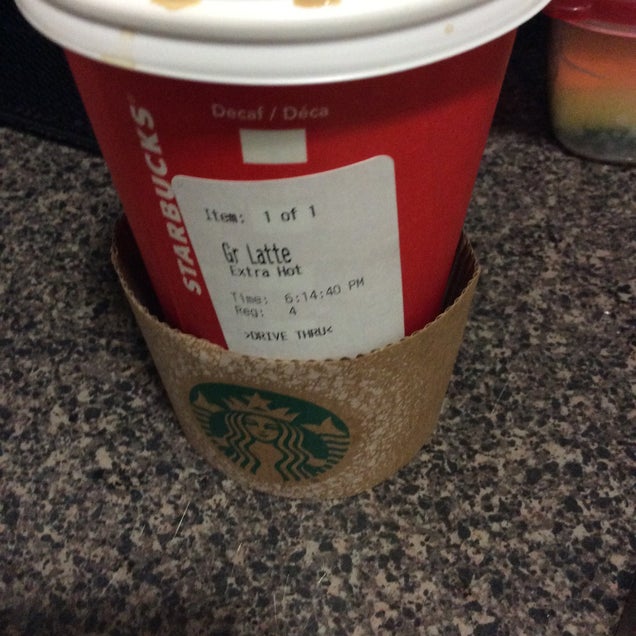 Decaf / Déca
STARBUCKS
Item: 1 of 1
Gr Latte
Extra Hot
Time: 6:14:40 PM
Reg: 4
>DRIVE THRU<